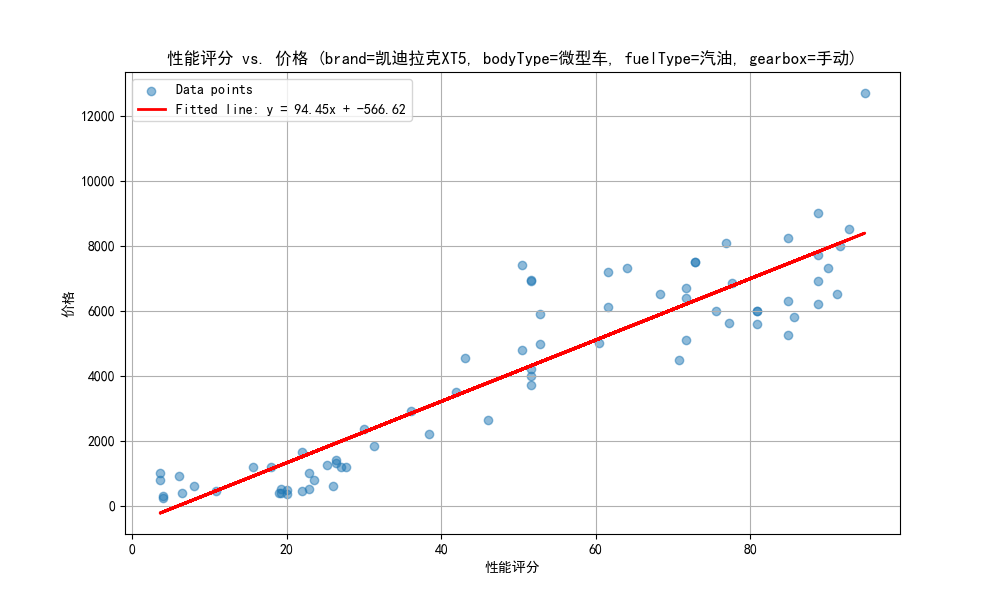 性能评分 vs. 价格 (brand=凯迪拉克XT5, bodyType=微型车, fuelType=汽油, gearbox=手动)
Data points
Fitted line: y = 94.45x + -566.62
价格
12000
10000
8000
6000
4000
2000
0
0 20 40 60 80
性能评分